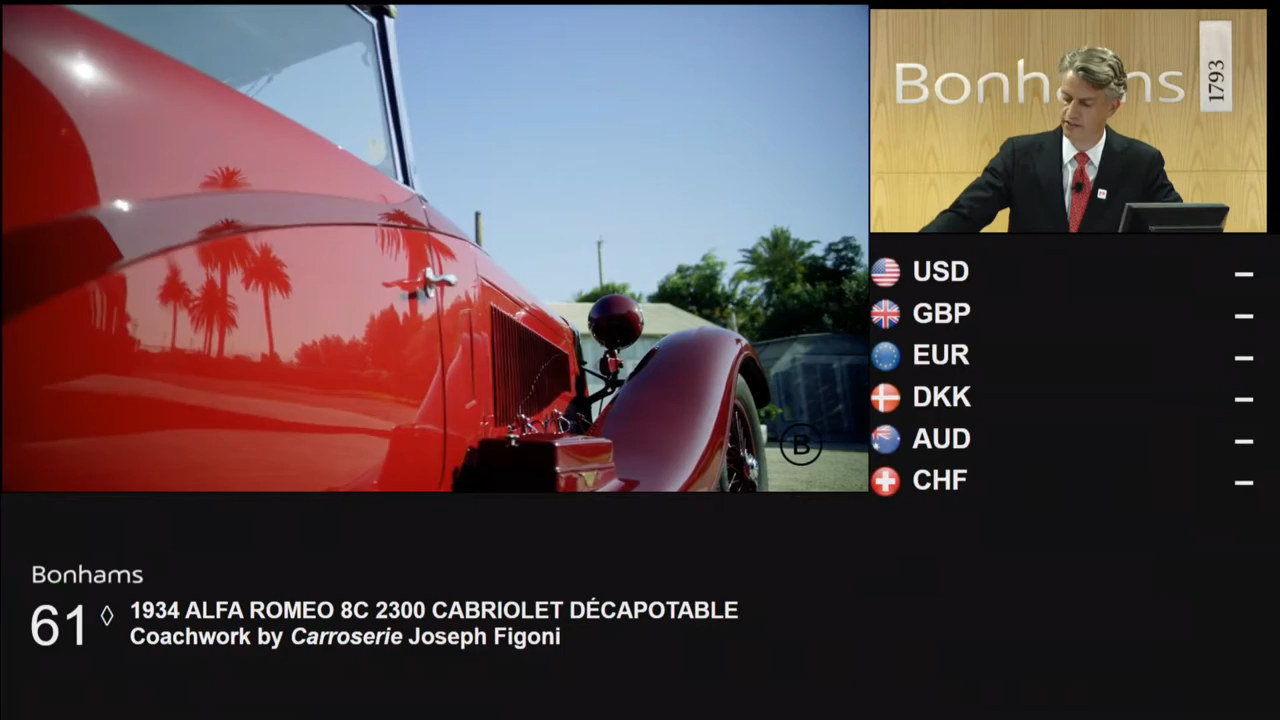 Bonhams
1793
USD –
GBP –
EUR –
DKK –
AUD –
CHF –
B
Bonhams
61 ◊ 1934 ALFA ROMEO 8C 2300 CABRIOLET DÉCAPOTABLE
Coachwork by Carroserie Joseph Figoni